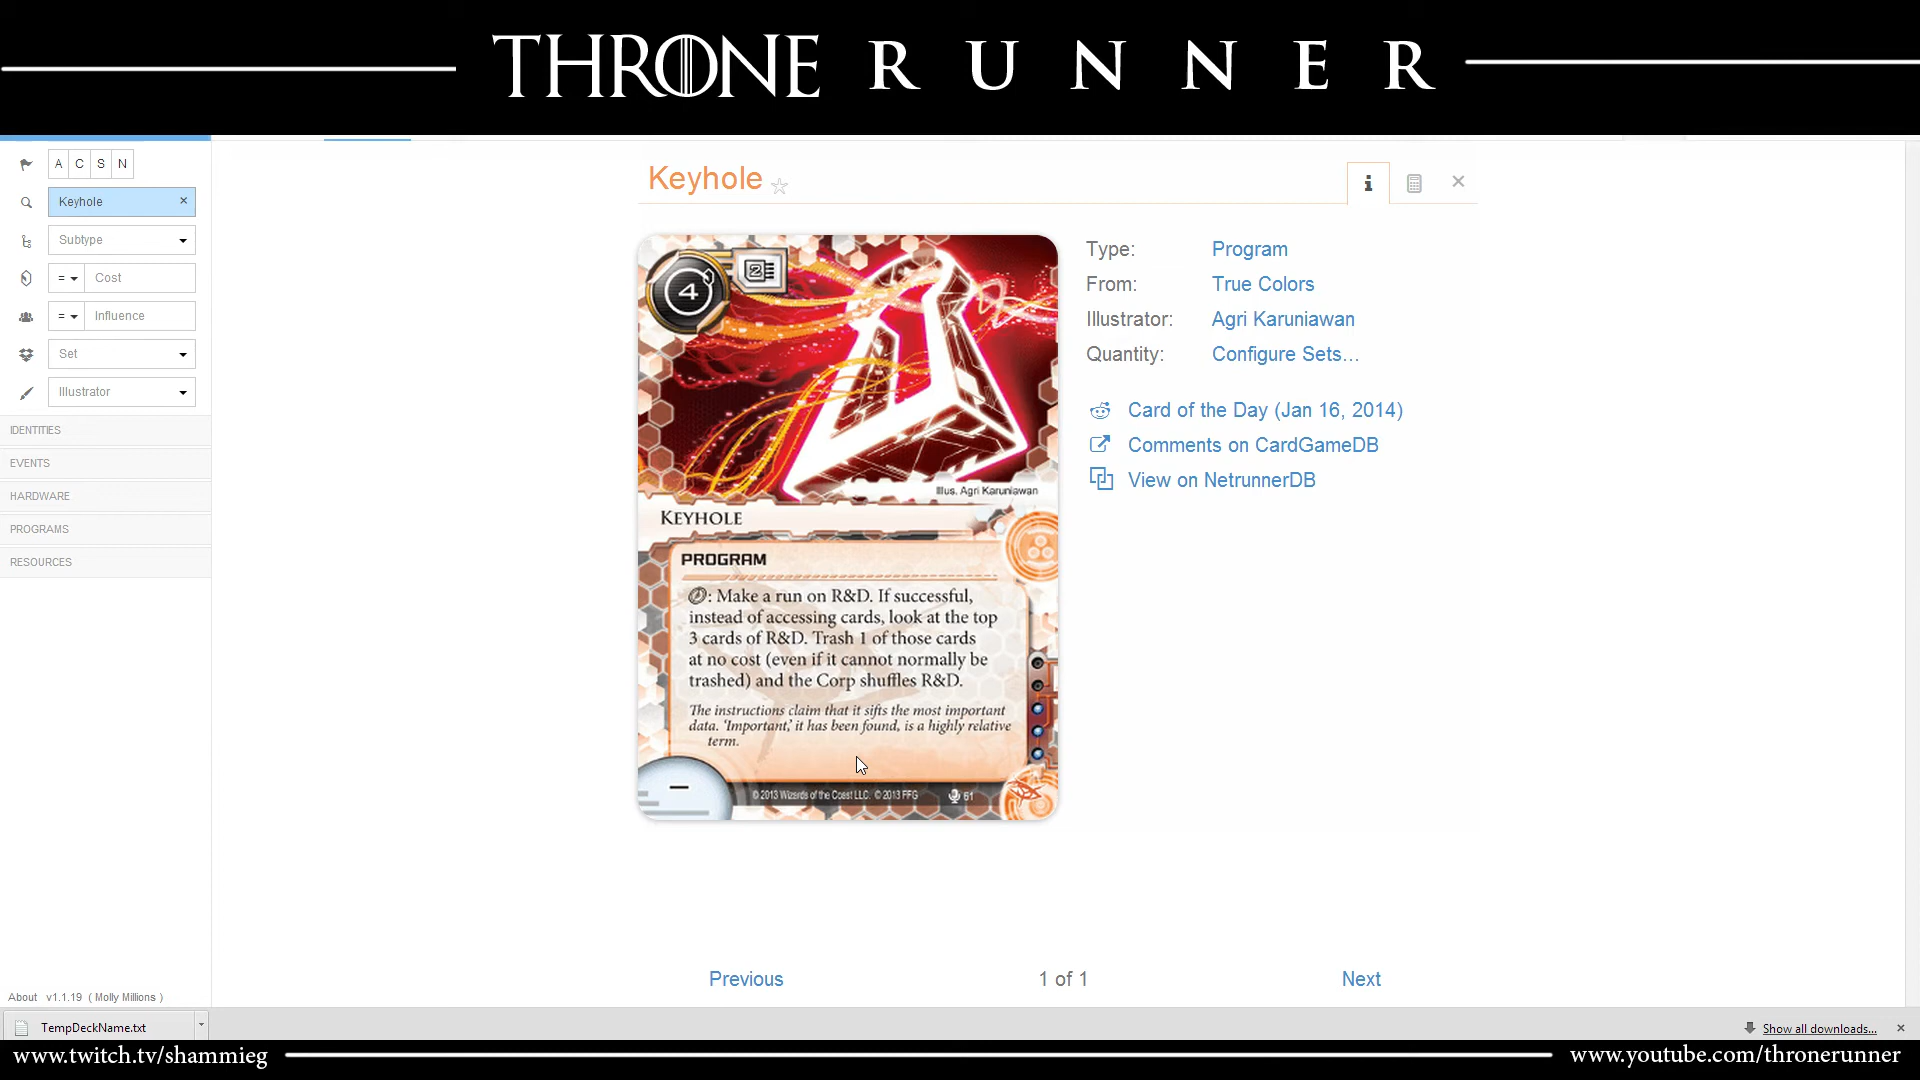 THRONE RUNNER
A C S N
Keyhole
Keyhole ×
Subtype
= Cost
= Influence
Set
Illustrator
IDENTITIES
EVENTS
HARDWARE
PROGRAMS
RESOURCES
4
2
Illus. Agri Karuniawan
KEYHOLE
PROGRAM
: Make a run on R&D. If successful,
instead of accessing cards, look at the top
3 cards of R&D. Trash 1 of those cards
at no cost (even if it cannot normally be
trashed) and the Corp shuffles R&D.
The instructions claim that it sifts the most important
data. 'Important,' it has been found, is a highly relative
term.
–
© 2013 Wizards of the Coast LLC. © 2013 FFG 61
Type: Program
From: True Colors
Illustrator: Agri Karuniawan
Quantity: Configure Sets...
Card of the Day (Jan 16, 2014)
Comments on CardGameDB
View on NetrunnerDB
Previous 1 of 1 Next
About v1.1.19 ( Molly Millions )
TempDeckName.txt
Show all downloads...
www.twitch.tv/shammieg
www.youtube.com/thronerunner